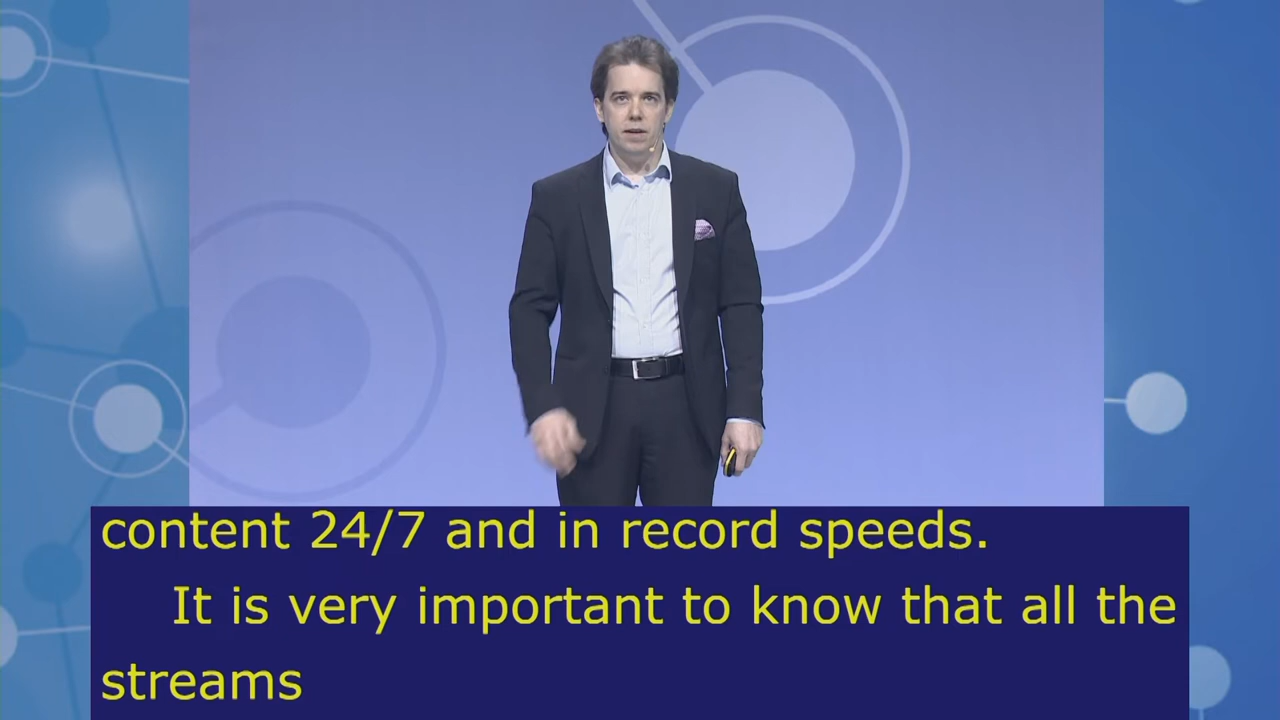 content 24/7 and in record speeds.
It is very important to know that all the
streams